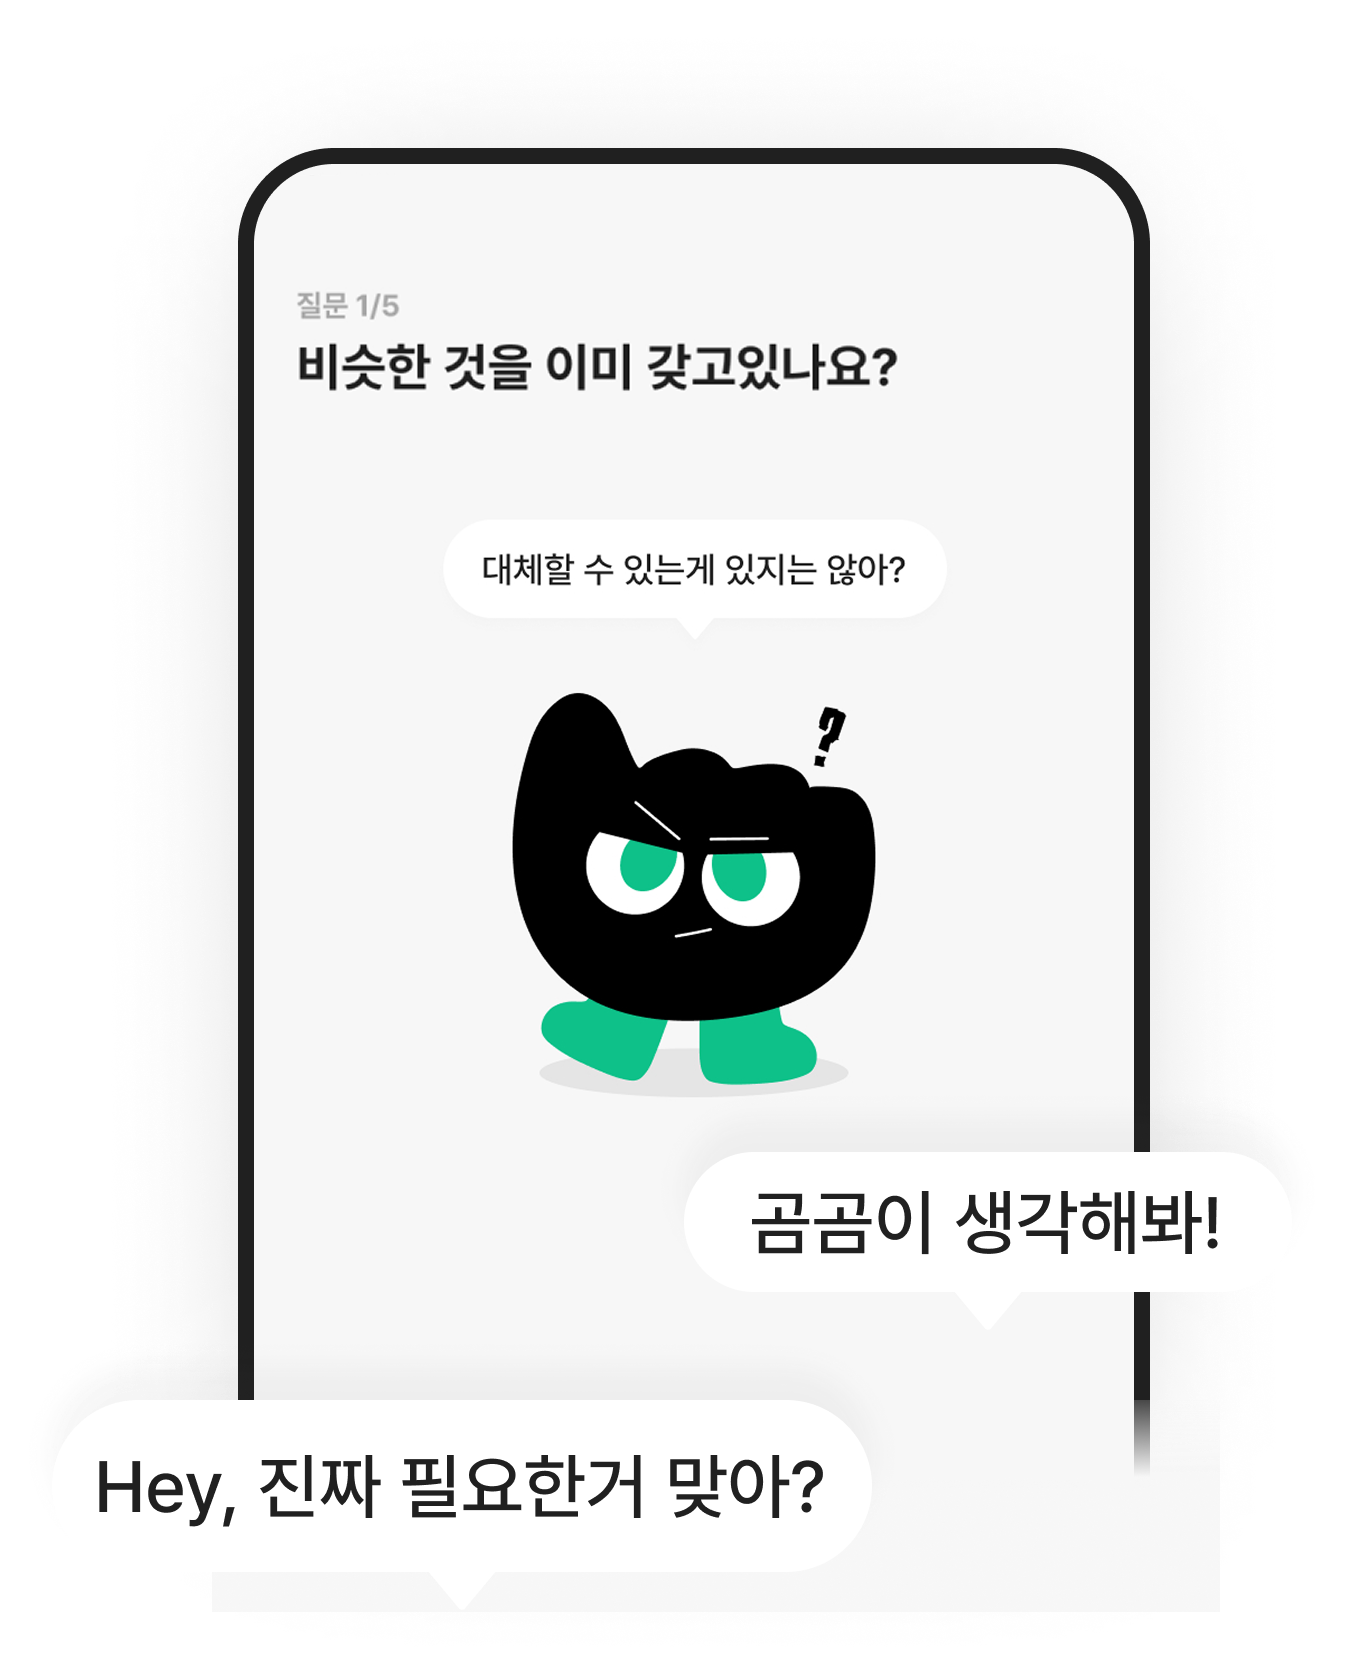 질문 1/5
비슷한 것을 이미 갖고있나요?
대체할 수 있는게 있지는 않아?
?
곰곰이 생각해봐!
Hey, 진짜 필요한거 맞아?